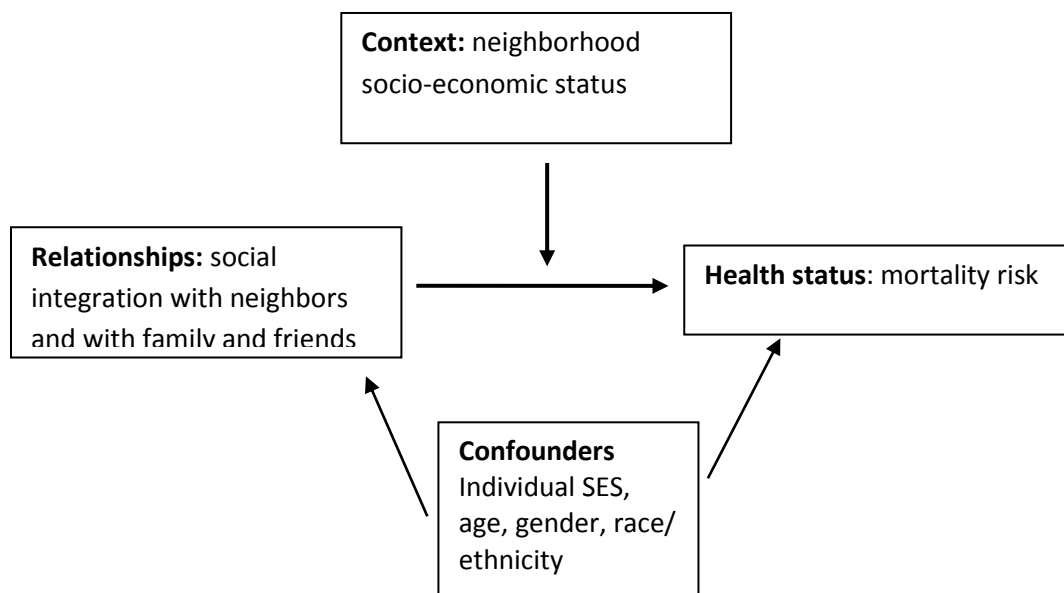 Context: neighborhood
socio-economic status
Relationships: social
integration with neighbors
and with family and friends
Health status: mortality risk
Confounders
Individual SES,
age, gender, race/
ethnicity